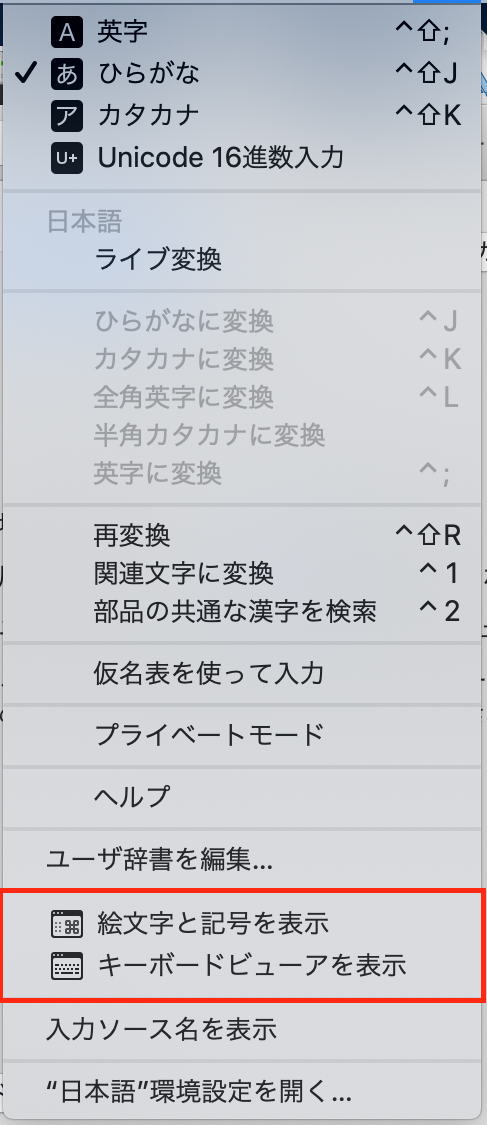 A 英字 ^⇧;
✓ あ ひらがな ^⇧J
ア カタカナ ^⇧K
U+ Unicode 16進数入力
日本語
ライブ変換
ひらがなに変換 ^J
カタカナに変換 ^K
全角英字に変換 ^L
半角カタカナに変換
英字に変換 ^;
再変換 ^⇧R
関連文字に変換 ^1
部品の共通な漢字を検索 ^2
仮名表を使って入力
プライベートモード
ヘルプ
ユーザ辞書を編集...
絵文字と記号を表示
キーボードビューアを表示
入力ソース名を表示
“日本語”環境設定を開く...